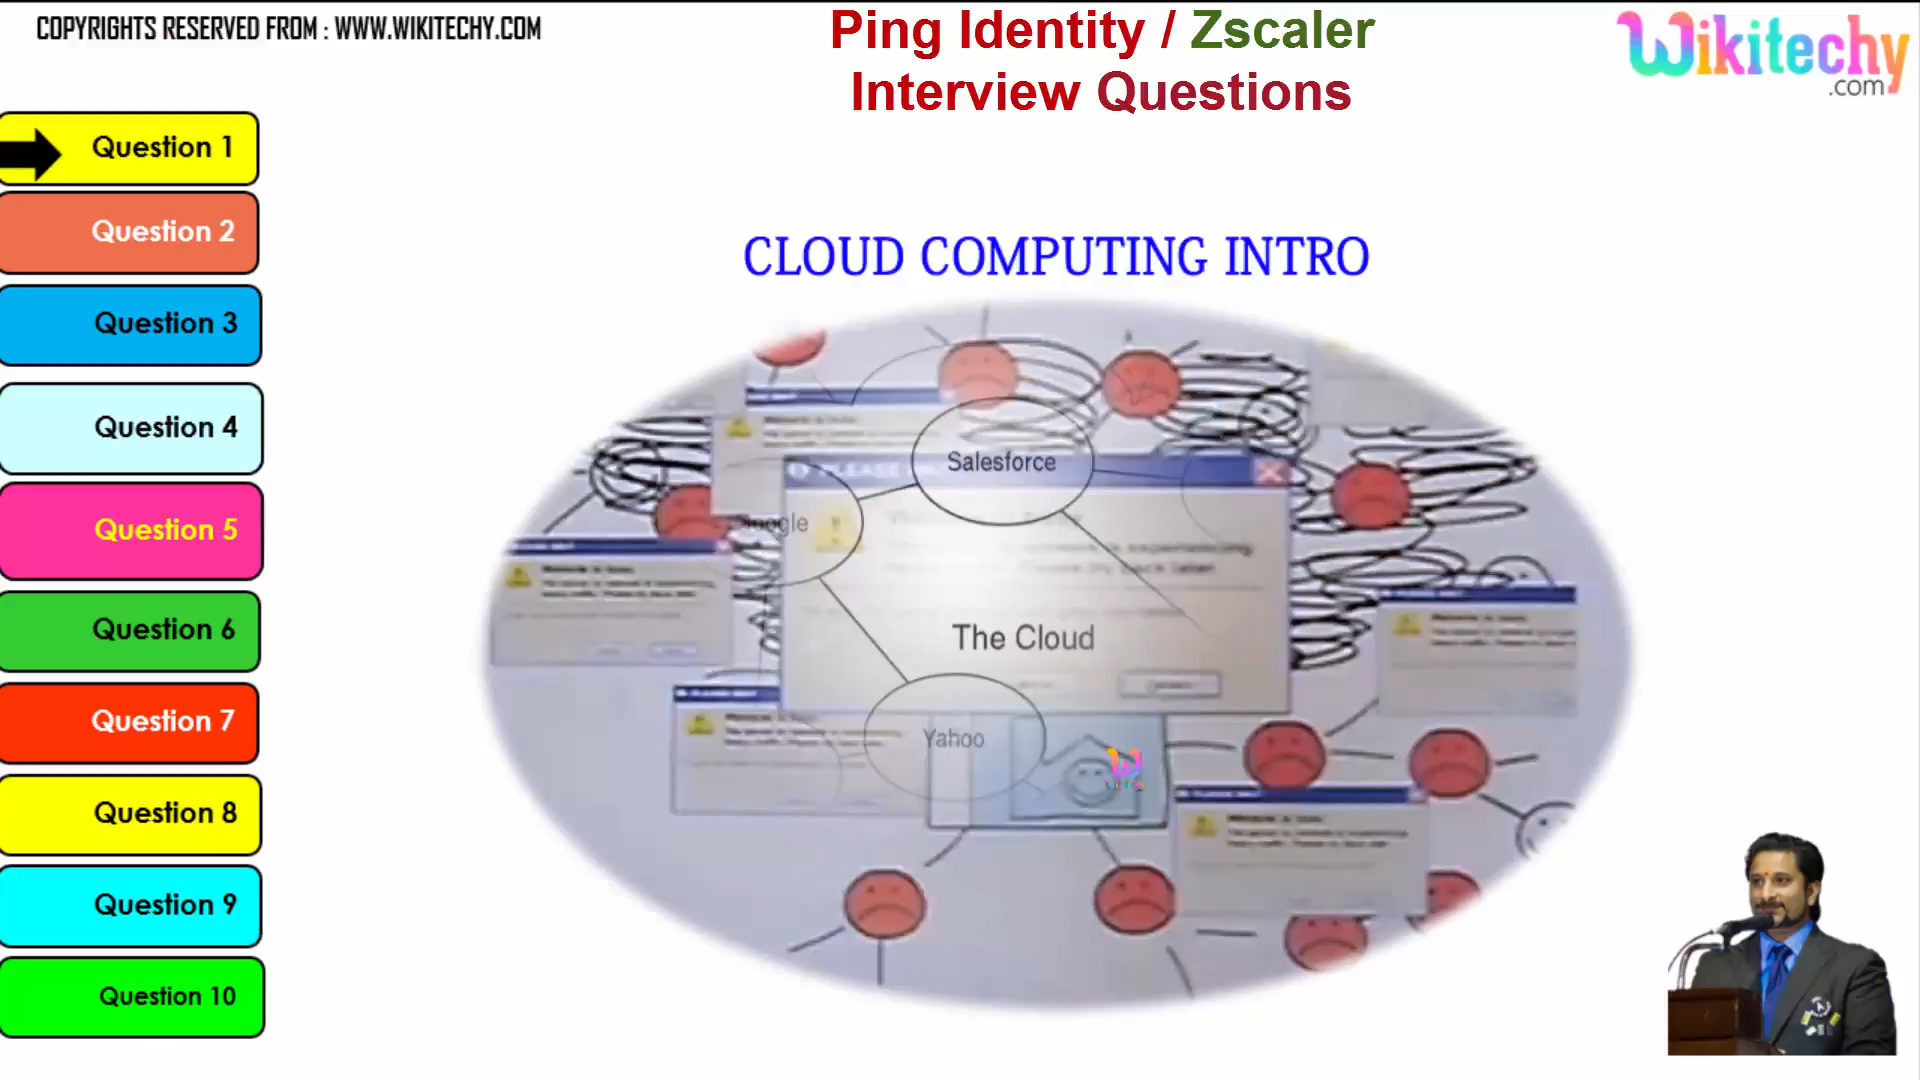 COPYRIGHTS RESERVED FROM : WWW.WIKITECHY.COM
Ping Identity / Zscaler
Interview Questions
Wikitechy
.com
Question 1
Question 2
Question 3
Question 4
Question 5
Question 6
Question 7
Question 8
Question 9
Question 10
CLOUD COMPUTING INTRO
Salesforce
Google
The Cloud
Yahoo